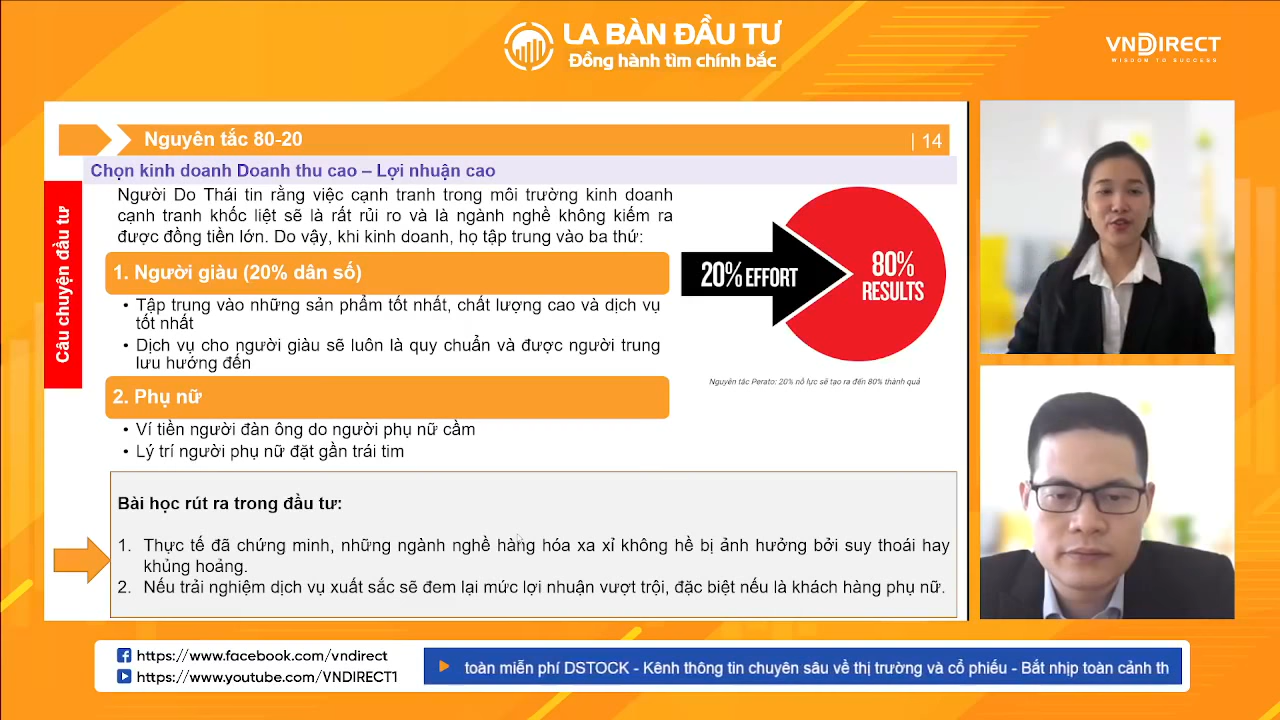 LA BÀN ĐẦU TƯ
Đồng hành tìm chính bắc
VNDIRECT
WISDOM TO SUCCESS
Nguyên tắc 80-20
| 14
Chọn kinh doanh Doanh thu cao – Lợi nhuận cao
Câu chuyện đầu tư
Người Do Thái tin rằng việc cạnh tranh trong môi trường kinh doanh
cạnh tranh khốc liệt sẽ là rất rủi ro và là ngành nghề không kiếm ra
được đồng tiền lớn. Do vậy, khi kinh doanh, họ tập trung vào ba thứ:
1. Người giàu (20% dân số)
• Tập trung vào những sản phẩm tốt nhất, chất lượng cao và dịch vụ
tốt nhất
• Dịch vụ cho người giàu sẽ luôn là quy chuẩn và được người trung
lưu hướng đến
2. Phụ nữ
• Ví tiền người đàn ông do người phụ nữ cầm
• Lý trí người phụ nữ đặt gần trái tim
20% EFFORT
80%
RESULTS
Nguyên tắc Perato: 20% nỗ lực sẽ tạo ra đến 80% thành quả
Bài học rút ra trong đầu tư:
1. Thực tế đã chứng minh, những ngành nghề hàng hóa xa xỉ không hề bị ảnh hưởng bởi suy thoái hay
khủng hoảng.
2. Nếu trải nghiệm dịch vụ xuất sắc sẽ đem lại mức lợi nhuận vượt trội, đặc biệt nếu là khách hàng phụ nữ.
https://www.facebook.com/vndirect
https://www.youtube.com/VNDIRECT1
toàn miễn phí DSTOCK - Kênh thông tin chuyên sâu về thị trường và cổ phiếu - Bắt nhịp toàn cảnh th